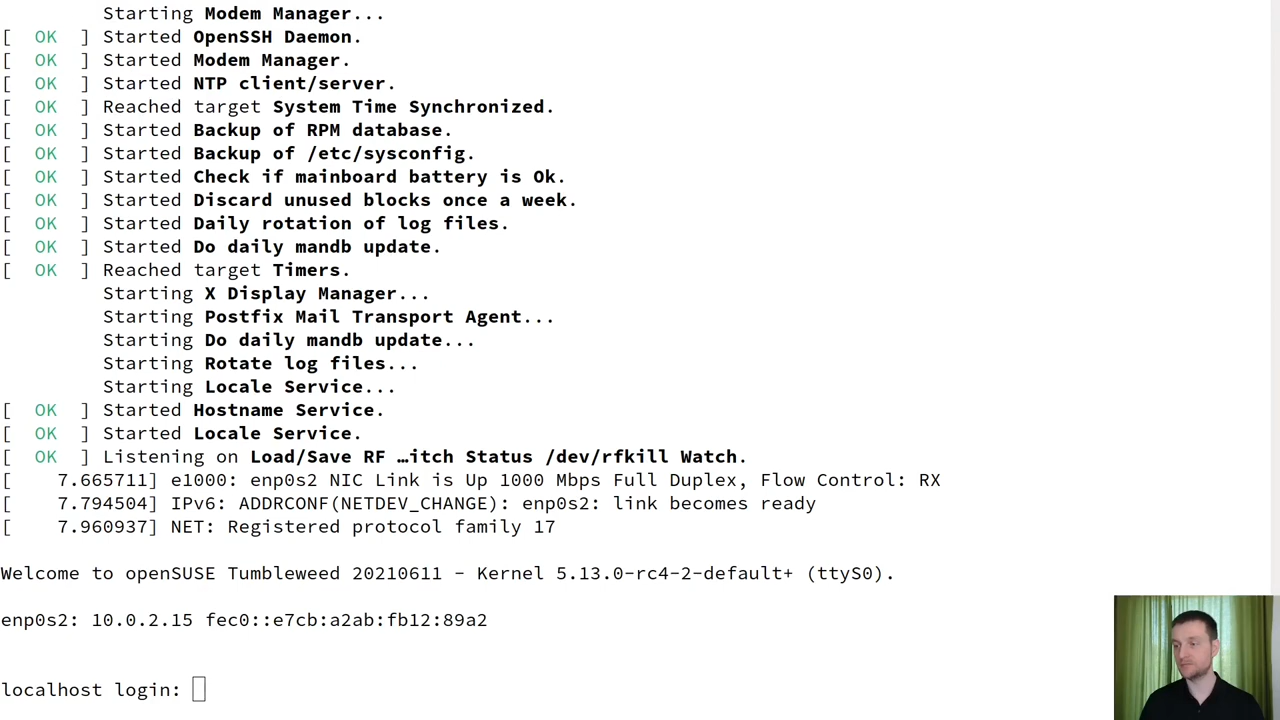 Starting Modem Manager...
[  OK  ] Started OpenSSH Daemon.
[  OK  ] Started Modem Manager.
[  OK  ] Started NTP client/server.
[  OK  ] Reached target System Time Synchronized.
[  OK  ] Started Backup of RPM database.
[  OK  ] Started Backup of /etc/sysconfig.
[  OK  ] Started Check if mainboard battery is Ok.
[  OK  ] Started Discard unused blocks once a week.
[  OK  ] Started Daily rotation of log files.
[  OK  ] Started Do daily mandb update.
[  OK  ] Reached target Timers.
Starting X Display Manager...
Starting Postfix Mail Transport Agent...
Starting Do daily mandb update...
Starting Rotate log files...
Starting Locale Service...
[  OK  ] Started Hostname Service.
[  OK  ] Started Locale Service.
[  OK  ] Listening on Load/Save RF …itch Status /dev/rfkill Watch.
[    7.665711] e1000: enp0s2 NIC Link is Up 1000 Mbps Full Duplex, Flow Control: RX
[    7.794504] IPv6: ADDRCONF(NETDEV_CHANGE): enp0s2: link becomes ready
[    7.960937] NET: Registered protocol family 17
Welcome to openSUSE Tumbleweed 20210611 - Kernel 5.13.0-rc4-2-default+ (ttyS0).
enp0s2: 10.0.2.15 fec0::e7cb:a2ab:fb12:89a2
localhost login: